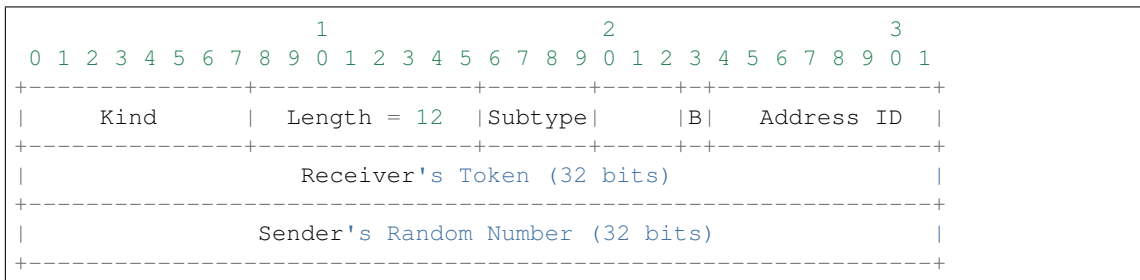 1                   2                   3
 0 1 2 3 4 5 6 7 8 9 0 1 2 3 4 5 6 7 8 9 0 1 2 3 4 5 6 7 8 9 0 1
+---------------+---------------+-------+-----+-+---------------+
|     Kind      |  Length = 12  |Subtype|     |B|   Address ID  |
+---------------+---------------+-------+-----+-+---------------+
|                   Receiver's Token (32 bits)                  |
+---------------------------------------------------------------+
|                Sender's Random Number (32 bits)               |
+---------------------------------------------------------------+